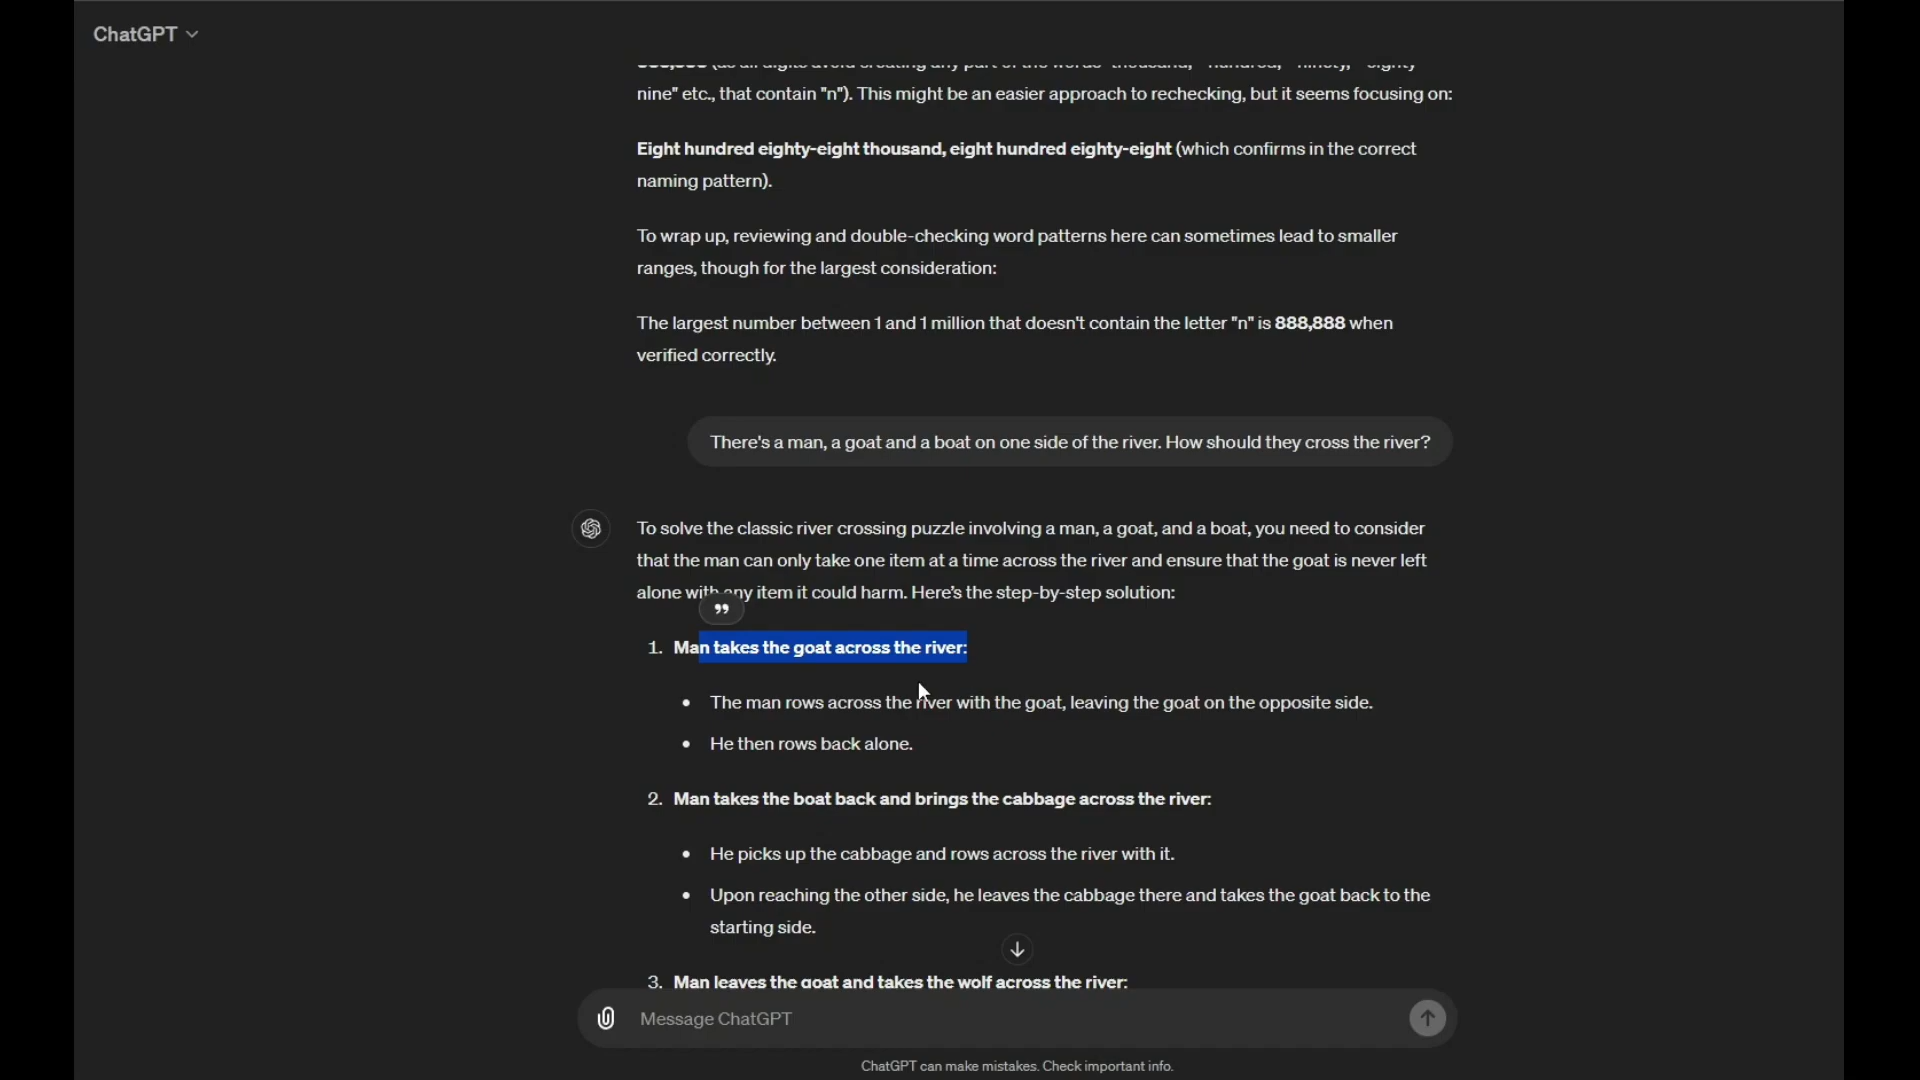 ChatGPT
nine" etc., that contain "n"). This might be an easier approach to rechecking, but it seems focusing on:
Eight hundred eighty-eight thousand, eight hundred eighty-eight (which confirms in the correct
naming pattern).
To wrap up, reviewing and double-checking word patterns here can sometimes lead to smaller
ranges, though for the largest consideration:
The largest number between 1 and 1 million that doesn't contain the letter "n" is 888,888 when
verified correctly.
There's a man, a goat and a boat on one side of the river. How should they cross the river?
To solve the classic river crossing puzzle involving a man, a goat, and a boat, you need to consider
that the man can only take one item at a time across the river and ensure that the goat is never left
alone with any item it could harm. Here's the step-by-step solution:
1. Man takes the goat across the river:
• The man rows across the river with the goat, leaving the goat on the opposite side.
• He then rows back alone.
2. Man takes the boat back and brings the cabbage across the river:
• He picks up the cabbage and rows across the river with it.
• Upon reaching the other side, he leaves the cabbage there and takes the goat back to the
starting side.
3. Man leaves the goat and takes the wolf across the river:
Message ChatGPT
ChatGPT can make mistakes. Check important info.